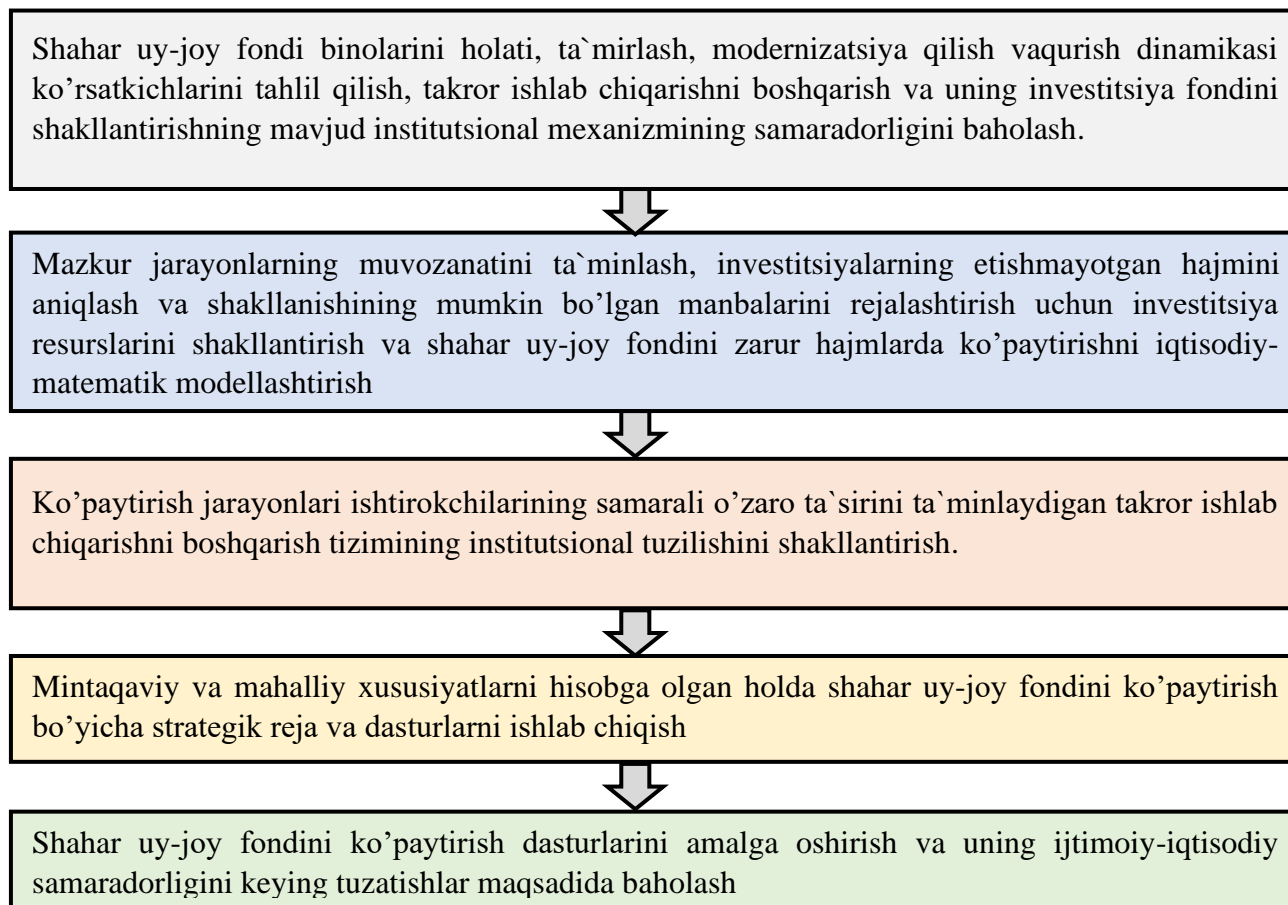 Shahar uy-joy fondi binolarini holati, ta`mirlash, modernizatsiya qilish vaqurish dinamikasi
ko’rsatkichlarini tahlil qilish, takror ishlab chiqarishni boshqarish va uning investitsiya fondini
shakllantirishning mavjud institutsional mexanizmining samaradorligini baholash.
Mazkur jarayonlarning muvozanatini ta`minlash, investitsiyalarning etishmayotgan hajmini
aniqlash va shakllanishining mumkin bo’lgan manbalarini rejalashtirish uchun investitsiya
resurslarini shakllantirish va shahar uy-joy fondini zarur hajmlarda ko’paytirishni iqtisodiy-
matematik modellashtirish
Ko’paytirish jarayonlari ishtirokchilarining samarali o’zaro ta`sirini ta`minlaydigan takror ishlab
chiqarishni boshqarish tizimining institutsional tuzilishini shakllantirish.
Mintaqaviy va mahalliy xususiyatlarni hisobga olgan holda shahar uy-joy fondini ko’paytirish
bo’yicha strategik reja va dasturlarni ishlab chiqish
Shahar uy-joy fondini ko’paytirish dasturlarini amalga oshirish va uning ijtimoiy-iqtisodiy
samaradorligini keying tuzatishlar maqsadida baholash